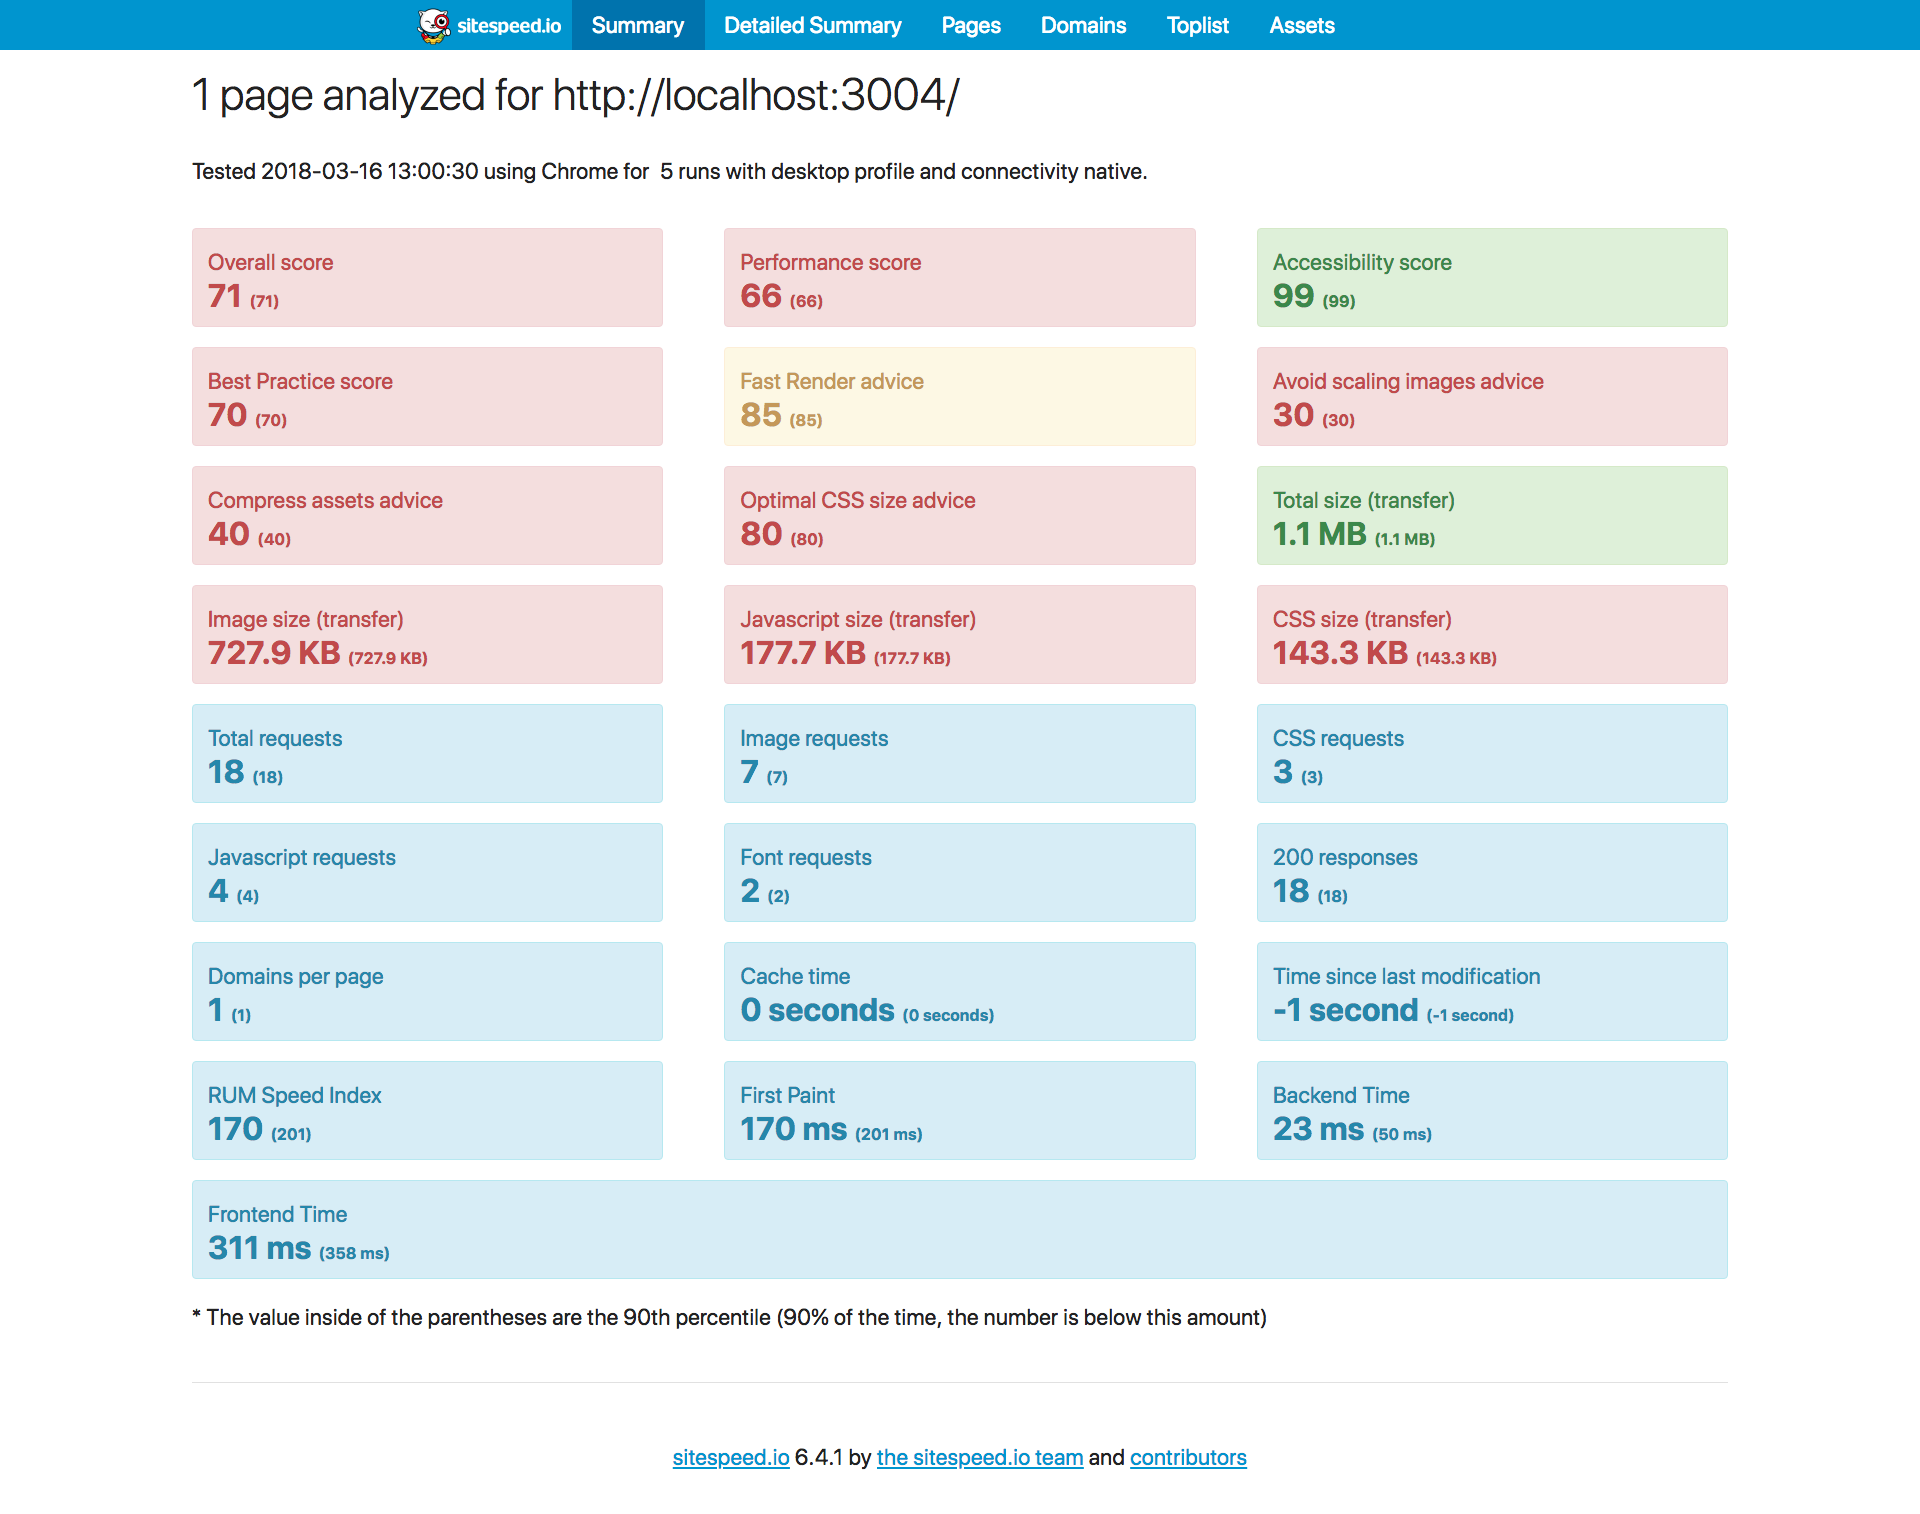 sitespeed.io Summary Detailed Summary Pages Domains Toplist Assets
1 page analyzed for http://localhost:3004/
Tested 2018-03-16 13:00:30 using Chrome for 5 runs with desktop profile and connectivity native.
Overall score
71 (71)
Performance score
66 (66)
Accessibility score
99 (99)
Best Practice score
70 (70)
Fast Render advice
85 (85)
Avoid scaling images advice
30 (30)
Compress assets advice
40 (40)
Optimal CSS size advice
80 (80)
Total size (transfer)
1.1 MB (1.1 MB)
Image size (transfer)
727.9 KB (727.9 KB)
Javascript size (transfer)
177.7 KB (177.7 KB)
CSS size (transfer)
143.3 KB (143.3 KB)
Total requests
18 (18)
Image requests
7 (7)
CSS requests
3 (3)
Javascript requests
4 (4)
Font requests
2 (2)
200 responses
18 (18)
Domains per page
1 (1)
Cache time
0 seconds (0 seconds)
Time since last modification
-1 second (-1 second)
RUM Speed Index
170 (201)
First Paint
170 ms (201 ms)
Backend Time
23 ms (50 ms)
Frontend Time
311 ms (358 ms)
* The value inside of the parentheses are the 90th percentile (90% of the time, the number is below this amount)
sitespeed.io 6.4.1 by the sitespeed.io team and contributors